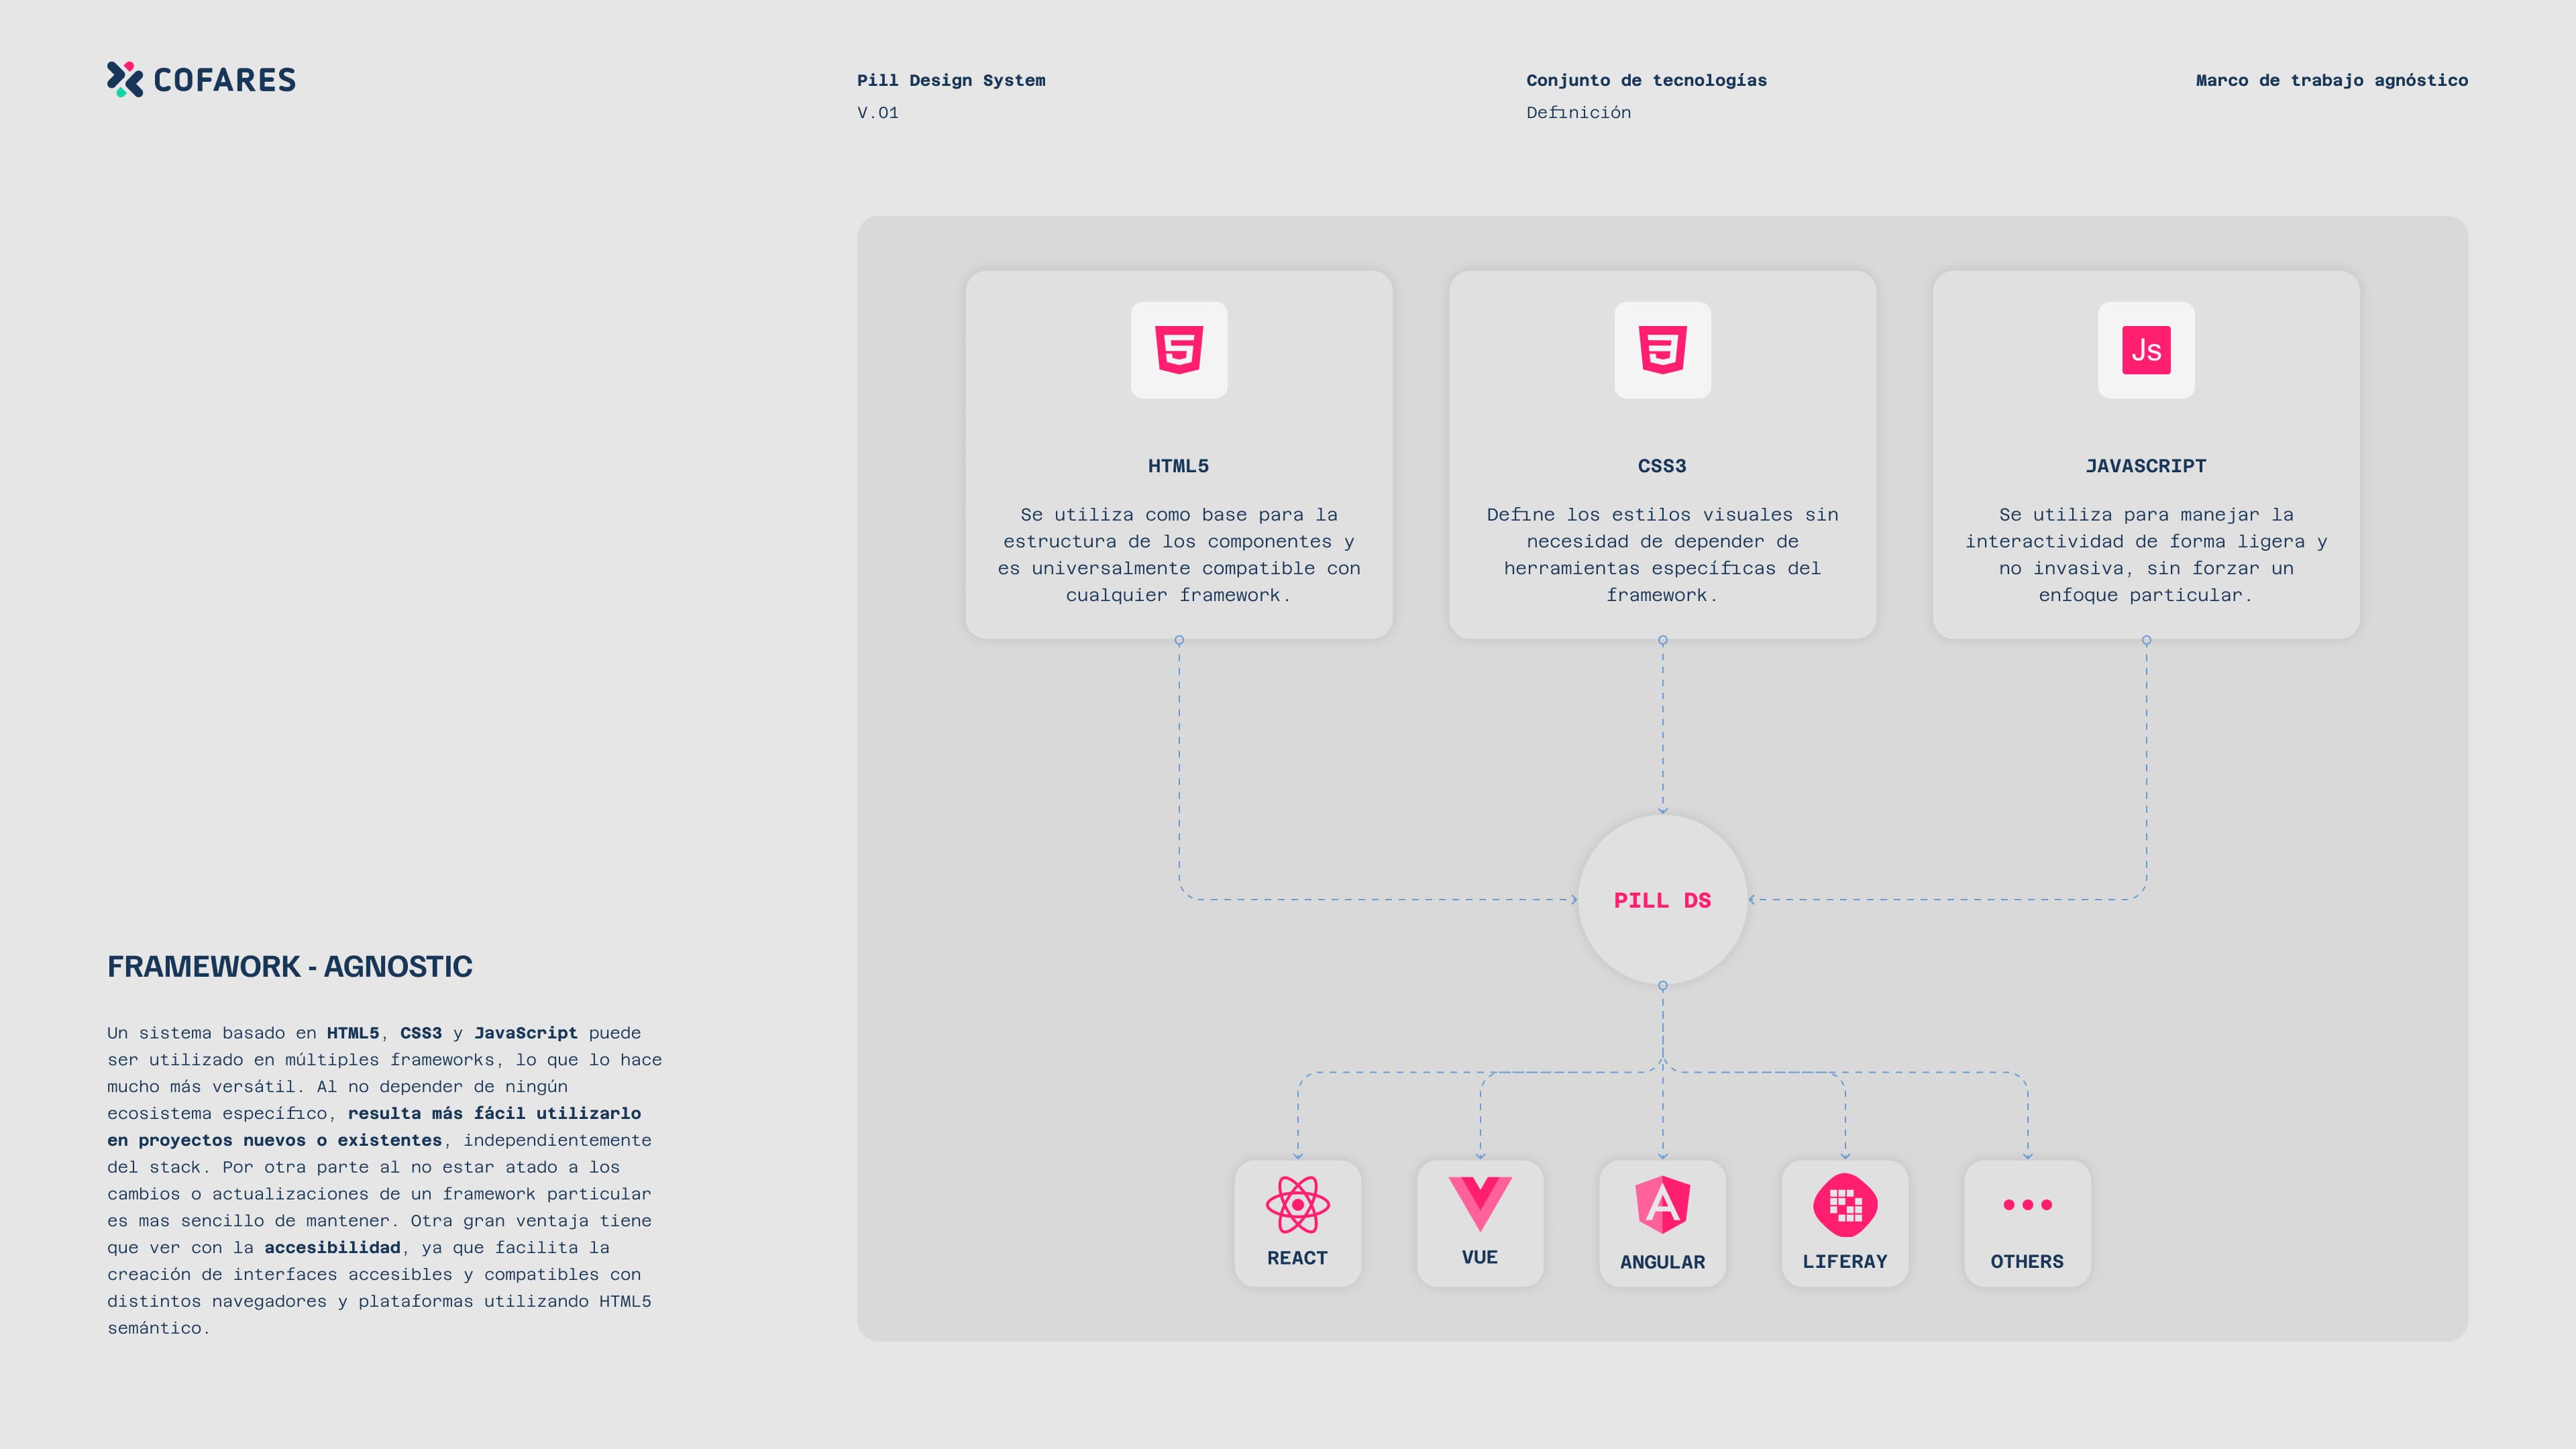 COFARES
Pill Design System
V.01
Conjunto de tecnologías
Definición
Marco de trabajo agnóstico
Js
HTML5
Se utiliza como base para la
estructura de los componentes y
es universalmente compatible con
cualquier framework.
CSS3
Define los estilos visuales sin
necesidad de depender de
herramientas específicas del
framework.
JAVASCRIPT
Se utiliza para manejar la
interactividad de forma ligera y
no invasiva, sin forzar un
enfoque particular.
PILL DS
FRAMEWORK - AGNOSTIC
Un sistema basado en HTML5, CSS3 y JavaScript puede
ser utilizado en múltiples frameworks, lo que lo hace
mucho más versátil. Al no depender de ningún
ecosistema específico, resulta más fácil utilizarlo
en proyectos nuevos o existentes, independientemente
del stack. Por otra parte al no estar atado a los
cambios o actualizaciones de un framework particular
es mas sencillo de mantener. Otra gran ventaja tiene
que ver con la accesibilidad, ya que facilita la
creación de interfaces accesibles y compatibles con
distintos navegadores y plataformas utilizando HTML5
semántico.
REACT
VUE
ANGULAR
LIFERAY
OTHERS